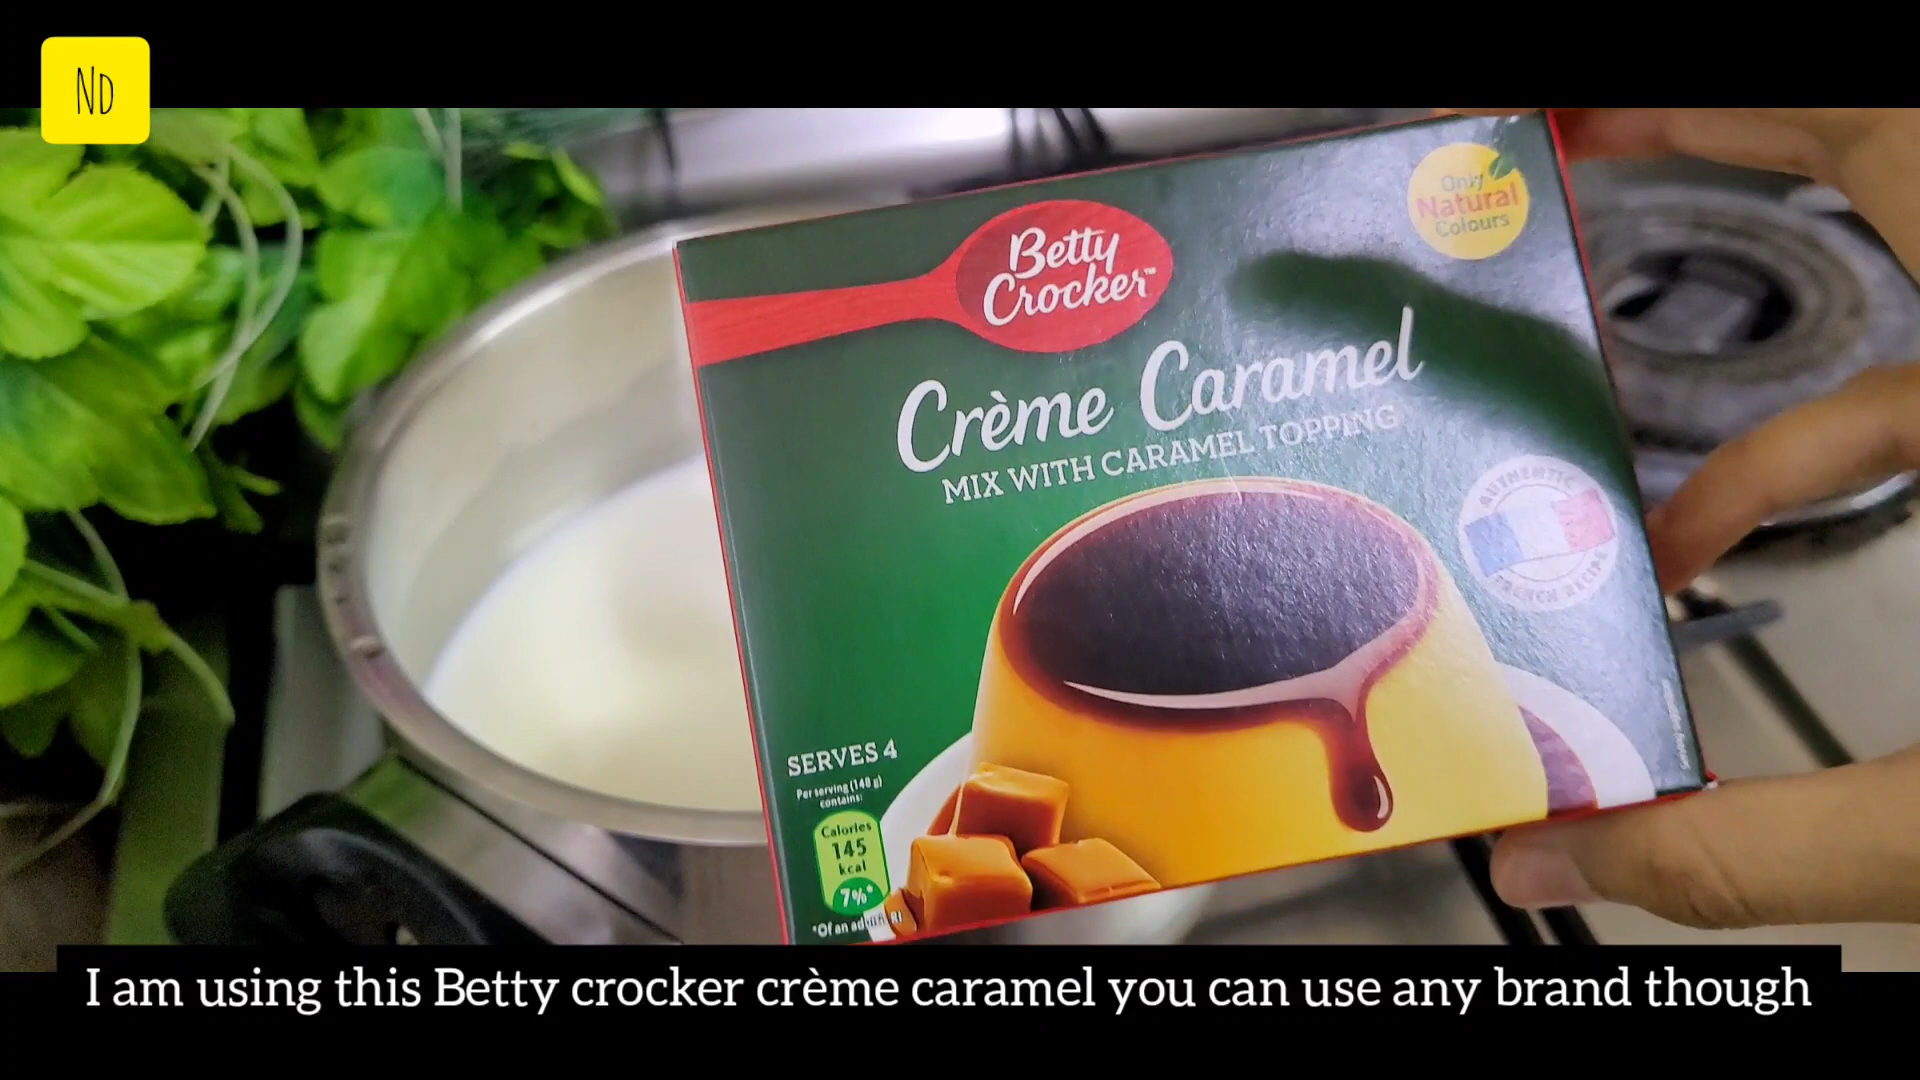 Nd
Only
Natural
Colours
Betty
Crocker™
Crème Caramel
MIX WITH CARAMEL TOPPING
AUTHENTIC
FRENCH RECIPE
SERVES 4
Per serving (148 g)
contains:
Calories
145
kcal
7%*
*Of an adult's RI
I am using this Betty crocker crème caramel you can use any brand though